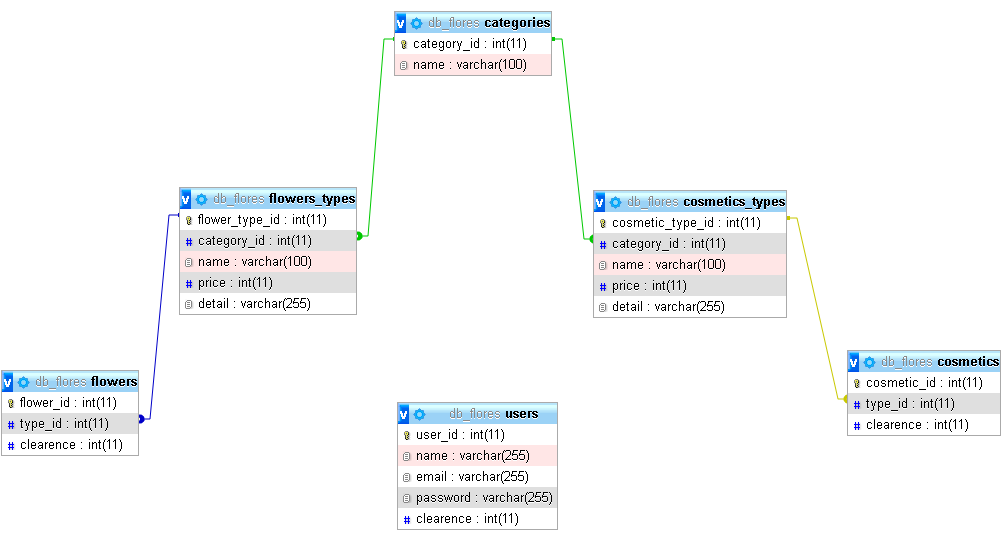 v db_flores categories
category_id : int(11)
name : varchar(100)
v db_flores flowers_types
flower_type_id : int(11)
# category_id : int(11)
name : varchar(100)
# price : int(11)
detail : varchar(255)
v db_flores cosmetics_types
cosmetic_type_id : int(11)
# category_id : int(11)
name : varchar(100)
# price : int(11)
detail : varchar(255)
v db_flores flowers
flower_id : int(11)
# type_id : int(11)
# clearence : int(11)
v db_flores users
user_id : int(11)
name : varchar(255)
email : varchar(255)
password : varchar(255)
# clearence : int(11)
v db_flores cosmetics
cosmetic_id : int(11)
# type_id : int(11)
# clearence : int(11)